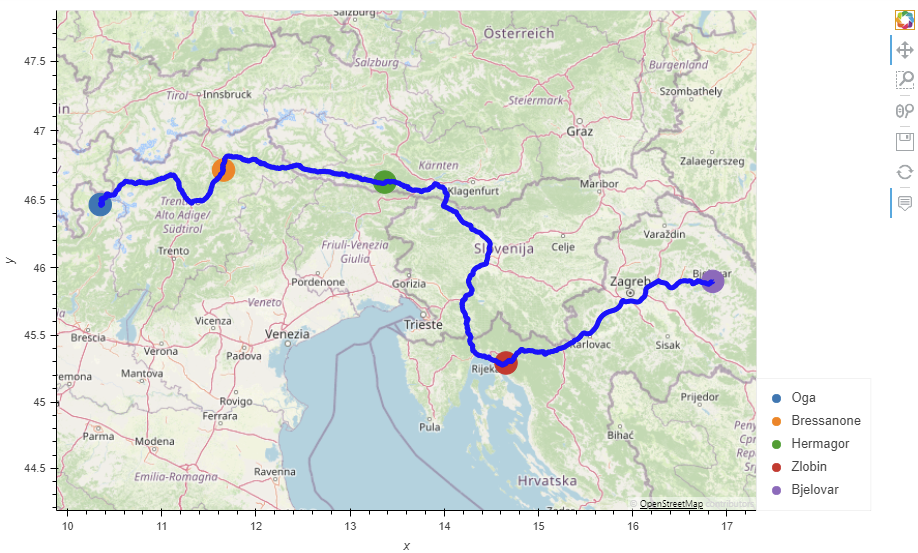 Salzburg
Österreich
47.5
Salzburg
Burgenland
Tirol
Innsbruck
Szombathely
in
Steiermark
47
Graz
Zalaegerszeg
Kärnten
Klagenfurt
Maribor
46.5
Trentino-
Alto Adige/
Südtirol
Varaždin
Trento
Friuli-Venezia
Giulia
Slovenija
Celje
46
y
Pordenone
Gorizia
Zagreb
Bjelovar
Veneto
Vicenza
Trieste
45.5
Brescia
Venezia
Verona
Padova
Karlovac
Sisak
Rijeka
Mantova
remona
Rovigo
Prijedor
45
Ferrara
Pula
Parma
Modena
Bihać
44.5
Emilia-Romagna
Ravenna
Hrvatska
© OpenStreetMap contributors
10 11 12 13 14 15 16 17
x
Oga
Bressanone
Hermagor
Zlobin
Bjelovar